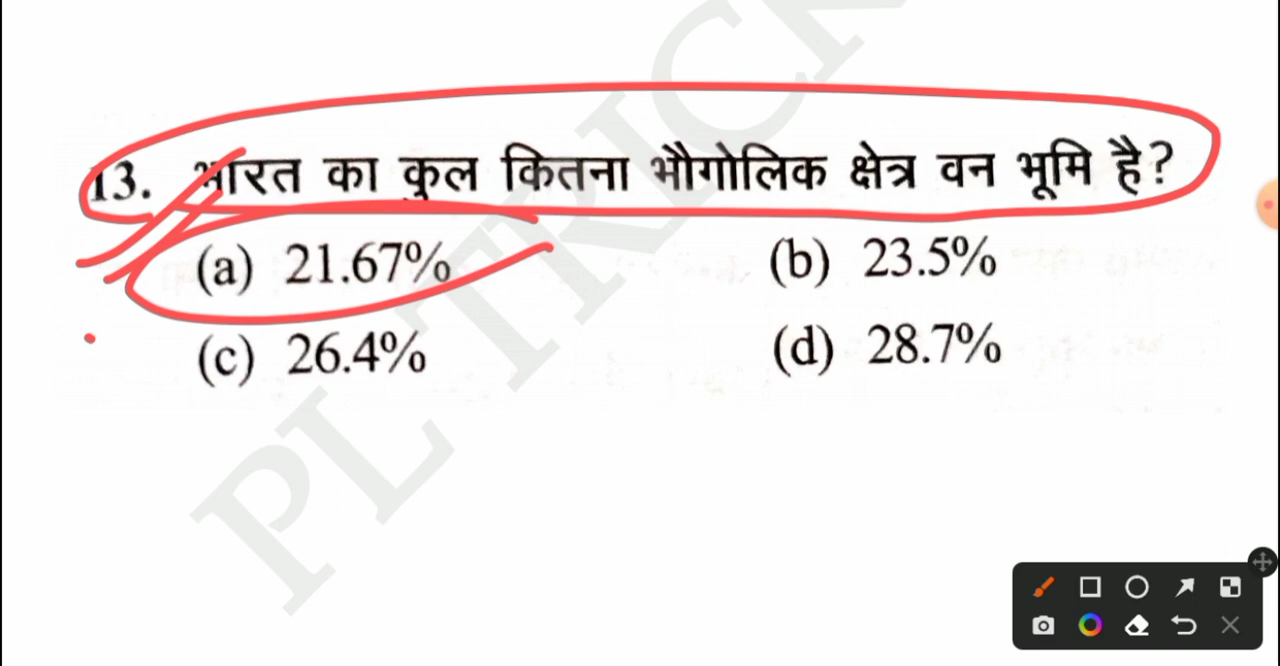 13. भारत का कुल कितना भौगोलिक क्षेत्र वन भूमि है?
(a) 21.67% (b) 23.5%
(c) 26.4% (d) 28.7%
PL TRICK